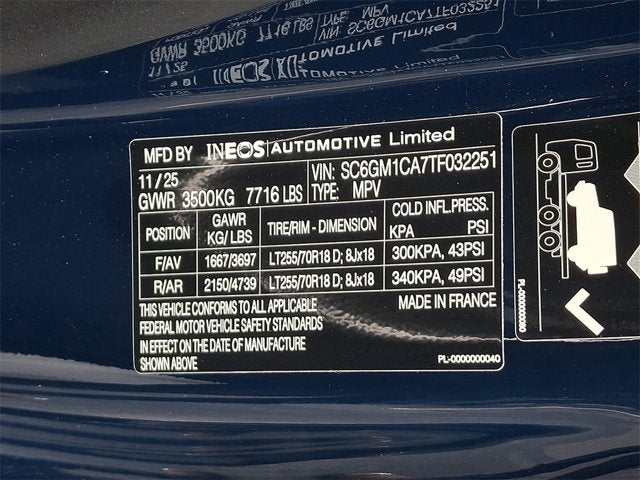 MFD BY INEOS AUTOMOTIVE Limited
11/25 VIN: SC6GM1CA7TF032251
GVWR 3500KG 7716 LBS TYPE: MPV
POSITION GAWR KG/ LBS TIRE/RIM - DIMENSION COLD INFL.PRESS. KPA PSI
F/AV 1667/3697 LT255/70R18 D; 8Jx18 300KPA, 43PSI
R/AR 2150/4739 LT255/70R18 D; 8Jx18 340KPA, 49PSI
THIS VEHICLE CONFORMS TO ALL APPLICABLE MADE IN FRANCE
FEDERAL MOTOR VEHICLE SAFETY STANDARDS
IN EFFECT ON THE DATE OF MANUFACTURE
SHOWN ABOVE PL-0000000040